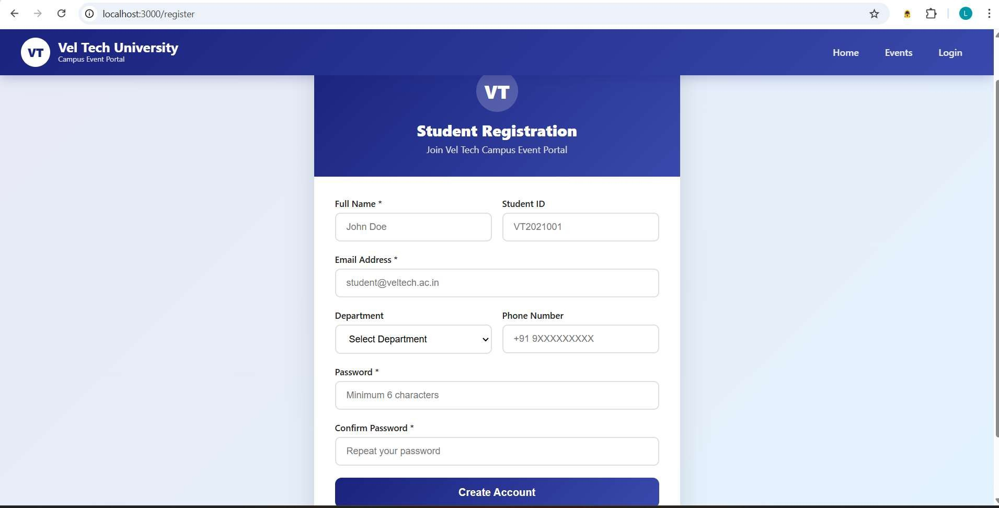 localhost:3000/register
L
VT
Vel Tech University
Campus Event Portal
Home
Events
Login
VT
Student Registration
Join Vel Tech Campus Event Portal
Full Name *
Student ID
John Doe
VT2021001
Email Address *
student@veltech.ac.in
Department
Phone Number
Select Department
+91 9XXXXXXXXX
Password *
Minimum 6 characters
Confirm Password *
Repeat your password
Create Account